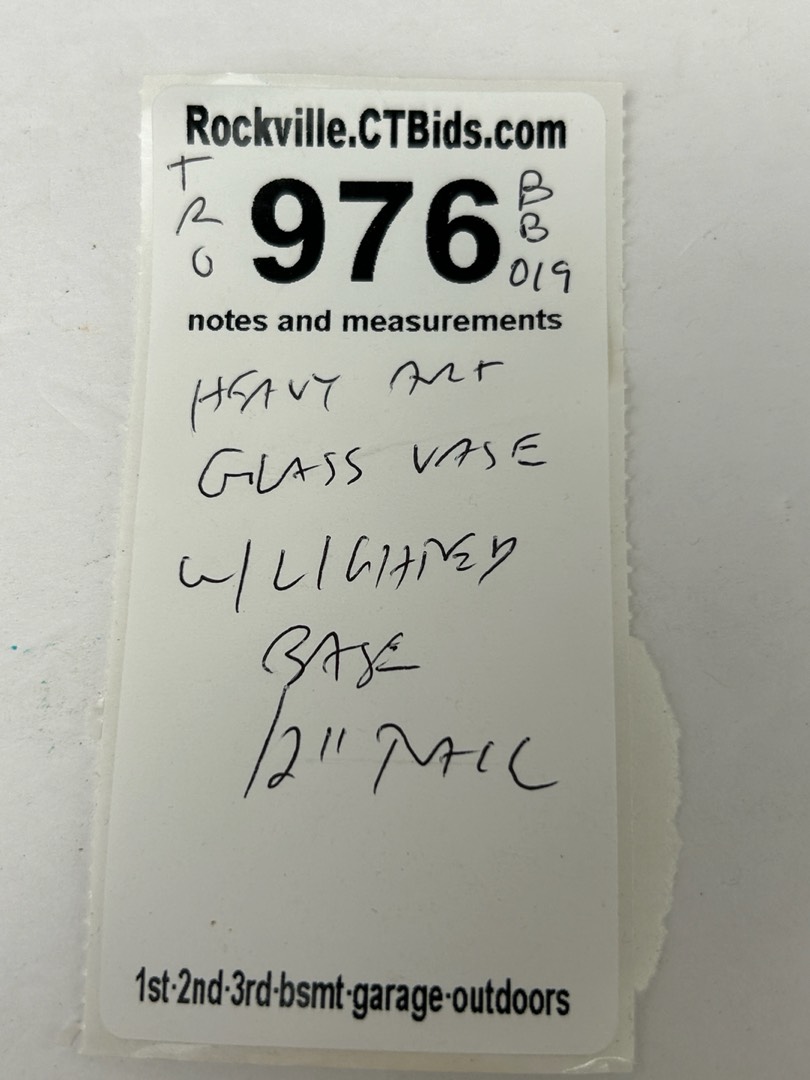 Rockville.CTBids.com
T
R
O
976
B
B
019
notes and measurements
HEAVY ART
GLASS VASE
W/LIGHTED
BASE
12" TALL
1st·2nd·3rd·bsmt·garage·outdoors